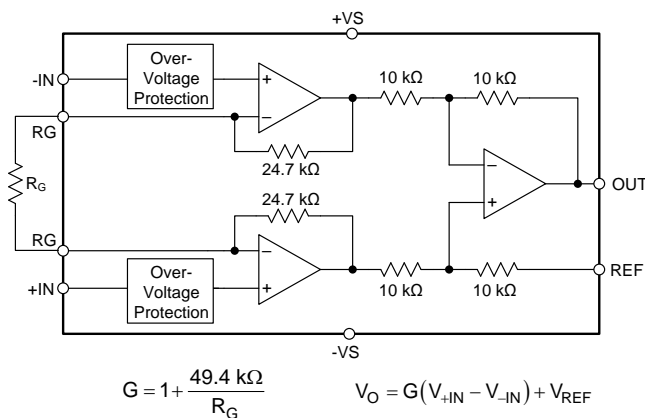 +VS
-IN
Over-
Voltage
Protection
+
−
10 kΩ
10 kΩ
RG
24.7 kΩ
RG
−
+
OUT
24.7 kΩ
RG
−
+
+IN
Over-
Voltage
Protection
10 kΩ
10 kΩ
REF
-VS
G = 1 + 49.4 kΩ / RG
VO = G(V+IN − V−IN) + VREF